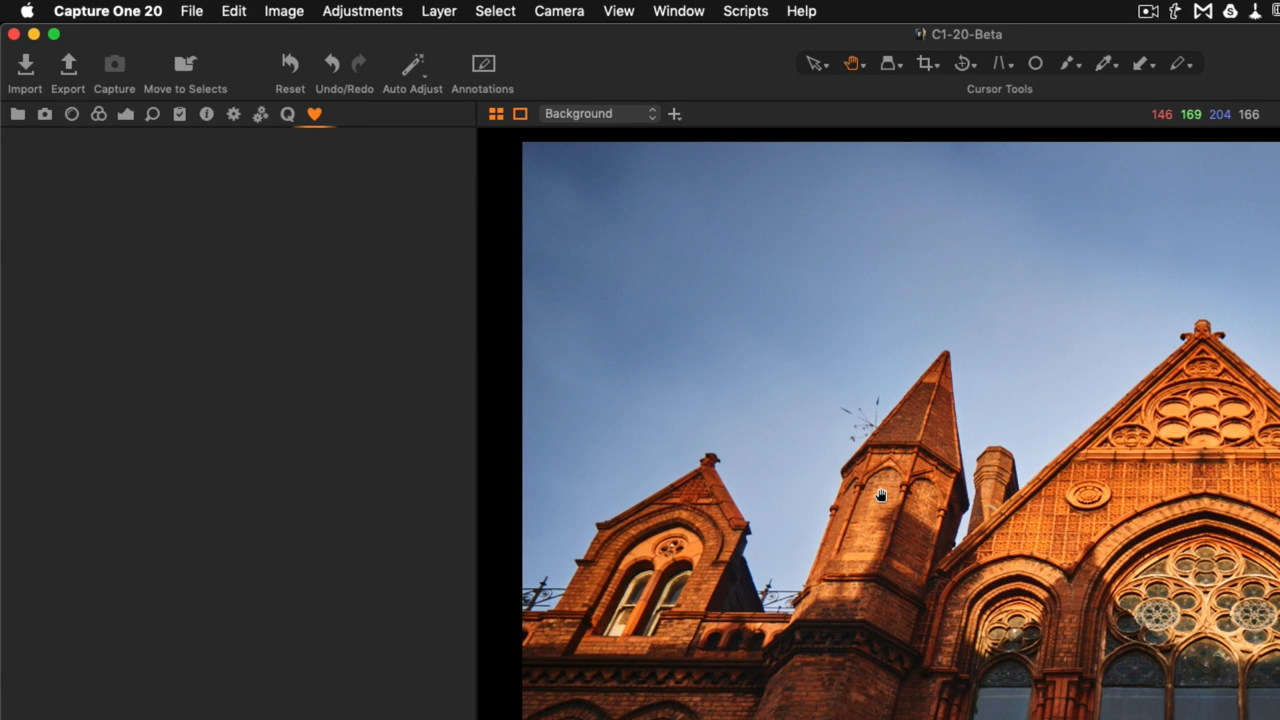 Capture One 20 File Edit Image Adjustments Layer Select Camera View Window Scripts Help
C1-20-Beta
Import Export Capture Move to Selects Reset Undo/Redo Auto Adjust Annotations Cursor Tools
Background 146 169 204 166